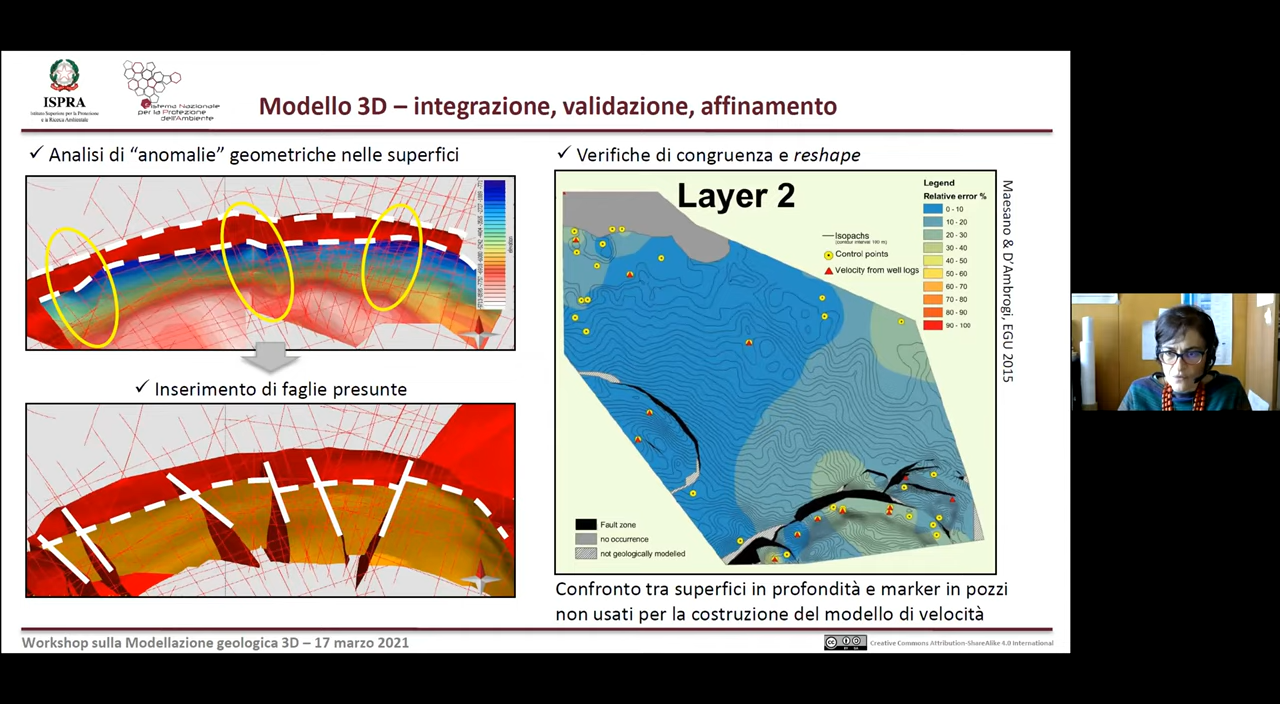 ISPRA
Istituto Superiore per la Protezione
e la Ricerca Ambientale
Sistema Nazionale
per la Protezione
dell'Ambiente
Modello 3D – integrazione, validazione, affinamento
✓ Analisi di “anomalie” geometriche nelle superfici
✓ Inserimento di faglie presunte
✓ Verifiche di congruenza e reshape
Layer 2
Legend
Relative error %
0 - 10
10 - 20
20 - 30
30 - 40
40 - 50
50 - 60
60 - 70
70 - 80
80 - 90
90 - 100
Isopachs
(contour interval 100 m)
Control points
Velocity from well logs
Fault zone
no occurrence
not geologically modelled
Maesano & D’Ambrogi, EGU 2015
Confronto tra superfici in profondità e marker in pozzi
non usati per la costruzione del modello di velocità
Workshop sulla Modellazione geologica 3D – 17 marzo 2021
Creative Commons Attribution-ShareAlike 4.0 International